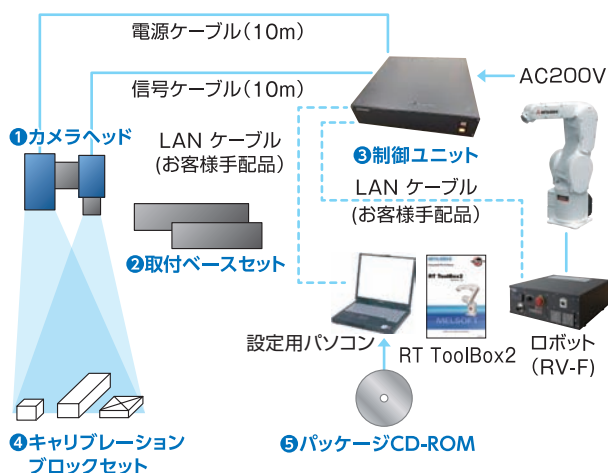 電源ケーブル(10m)
信号ケーブル(10m)
AC200V
❶カメラヘッド
LAN ケーブル
(お客様手配品)
❸制御ユニット
LAN ケーブル
(お客様手配品)
❷取付ベースセット
RT ToolBox2
MELSOFT
設定用パソコン
RT ToolBox2
ロボット
(RV-F)
❹キャリブレーション
ブロックセット
❺パッケージCD-ROM